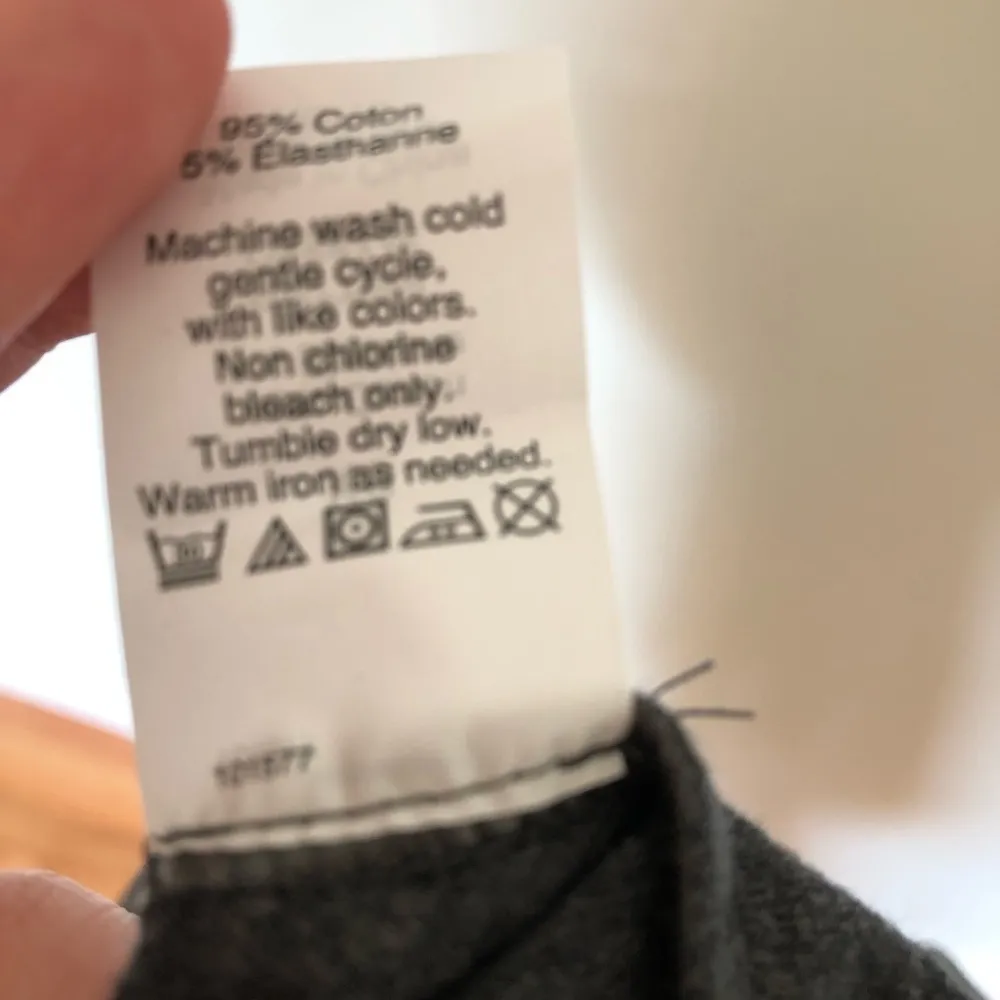 95% Coton
5% Élasthanne
Machine wash cold
gentle cycle,
with like colors.
Non chlorine
bleach only.
Tumble dry low.
Warm iron as needed.